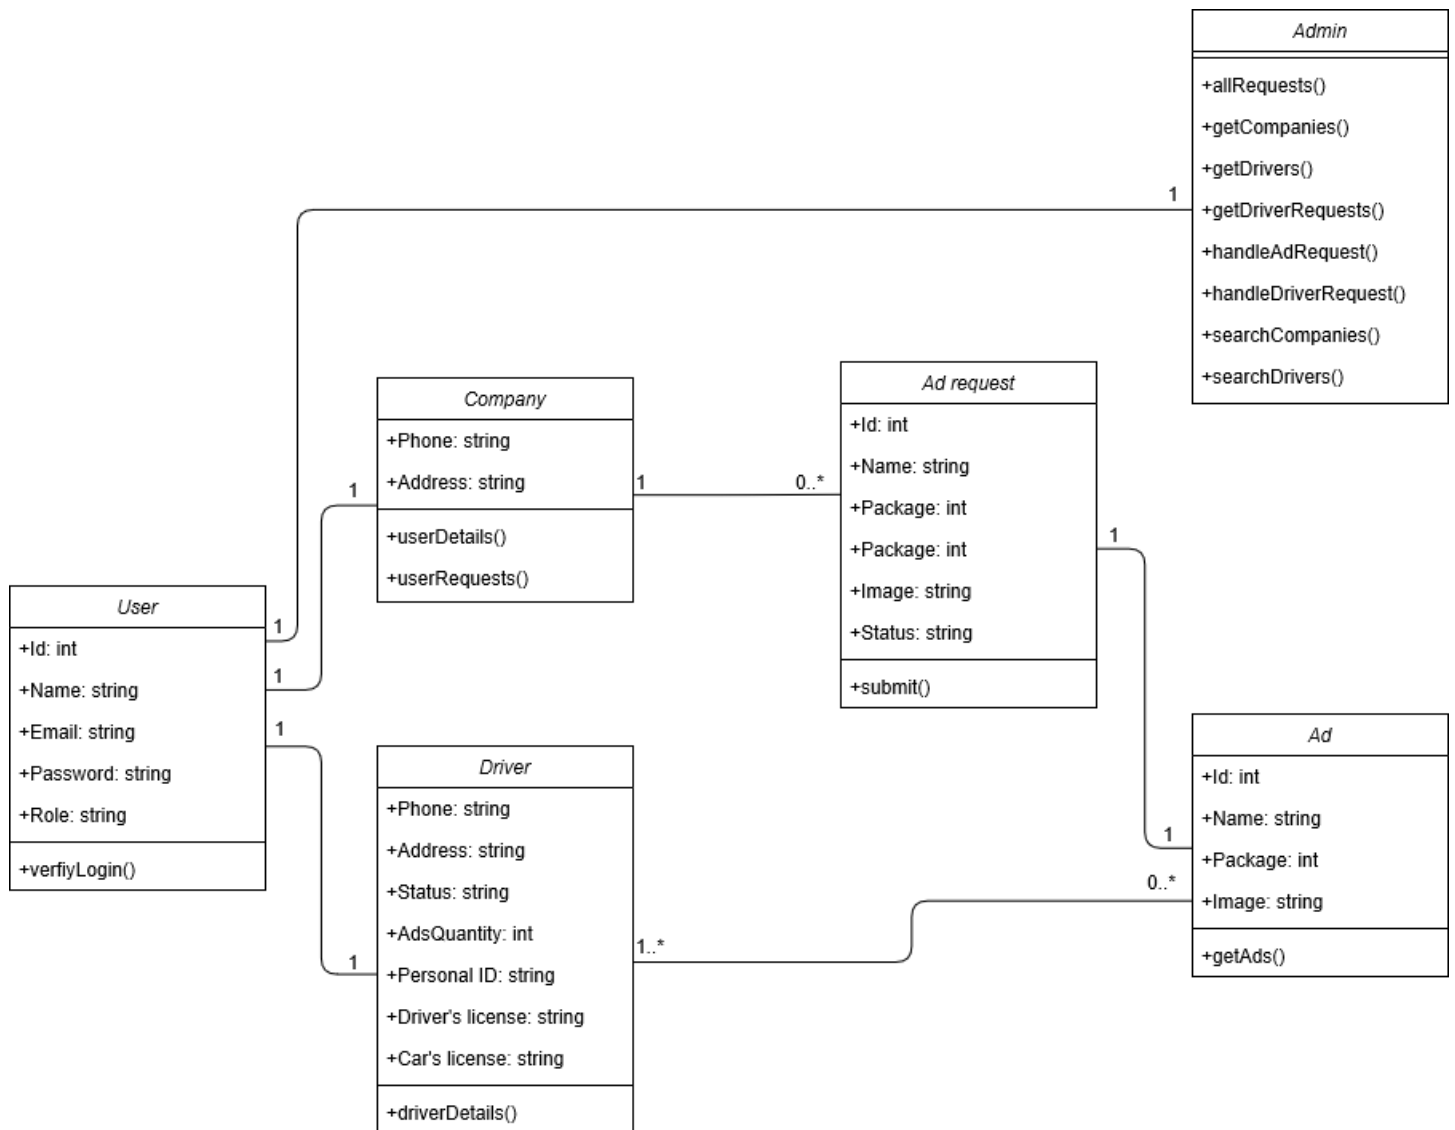 Admin
+allRequests()
+getCompanies()
+getDrivers()
+getDriverRequests()
+handleAdRequest()
+handleDriverRequest()
+searchCompanies()
+searchDrivers()
1
Company
+Phone: string
+Address: string
+userDetails()
+userRequests()
1
1
0..*
Ad request
+Id: int
+Name: string
+Package: int
+Package: int
+Image: string
+Status: string
+submit()
1
User
+Id: int
+Name: string
+Email: string
+Password: string
+Role: string
+verfiyLogin()
1
1
1
Driver
+Phone: string
+Address: string
+Status: string
+AdsQuantity: int
+Personal ID: string
+Driver's license: string
+Car's license: string
+driverDetails()
1
1..*
Ad
+Id: int
+Name: string
+Package: int
+Image: string
+getAds()
1
0..*